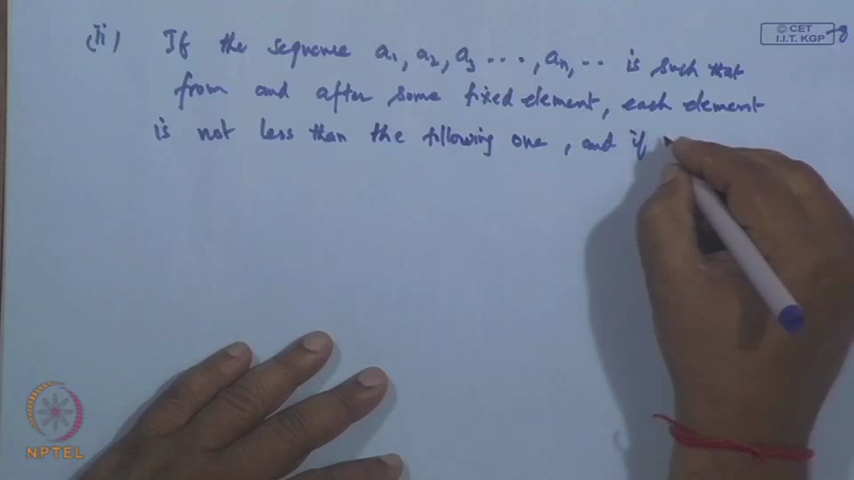 © CET
I.I.T. KGP
(ii) If the sequence a1, a2, a3 ..., an, .. is such that
from and after some fixed element, each element
is not less than the following one, and if
NPTEL